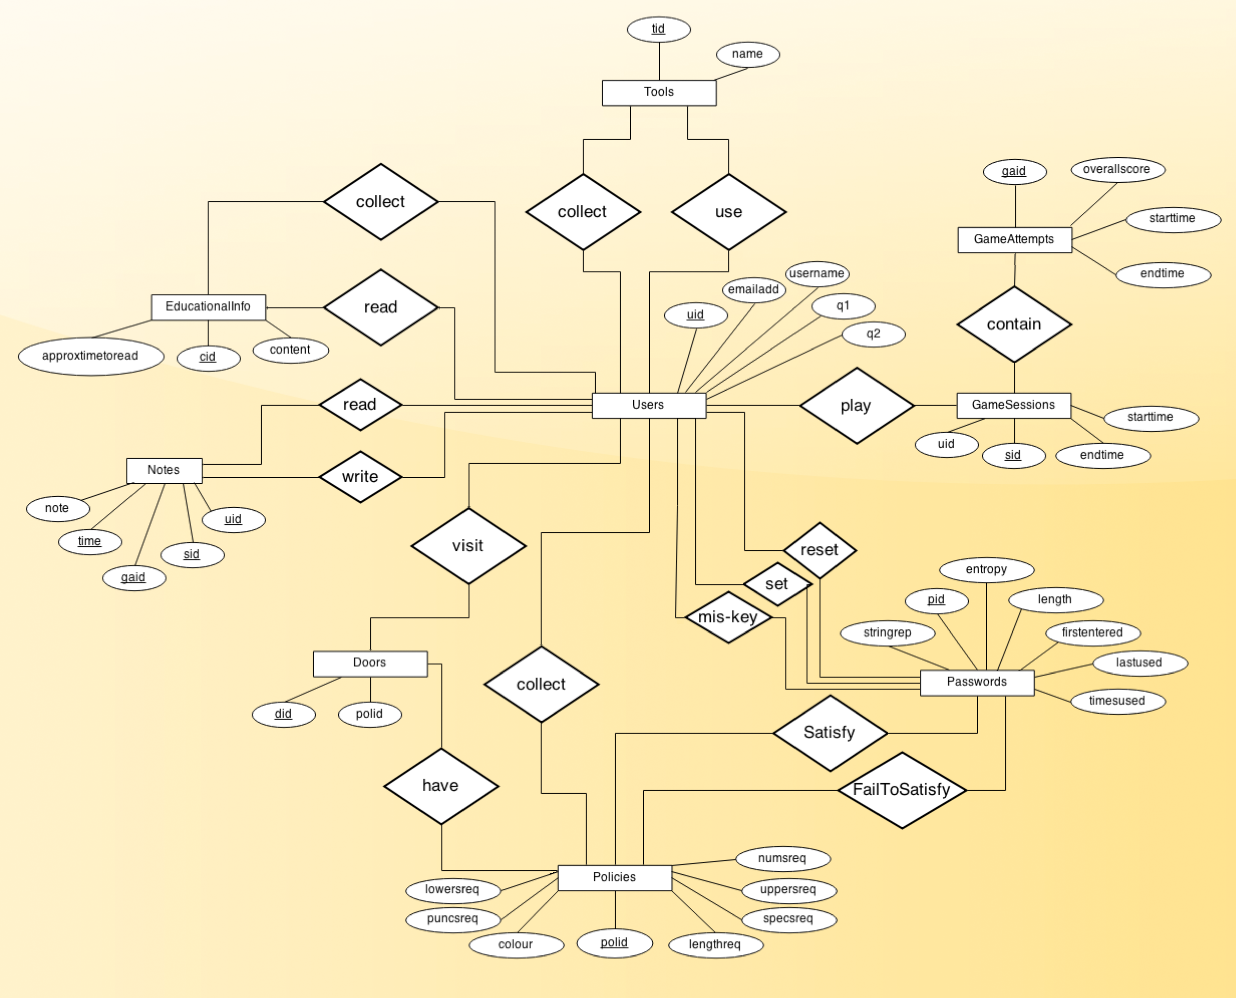 tid
name
Tools
collect
use
collect
gaid
overallscore
starttime
endtime
GameAttempts
contain
EducationalInfo
read
approxtimetoread
cid
content
uid
emailadd
username
q1
q2
read
Users
play
GameSessions
starttime
uid
sid
endtime
Notes
write
note
time
gaid
sid
uid
visit
reset
set
mis-key
entropy
pid
length
stringrep
firstentered
lastused
timesused
Passwords
Doors
did
polid
collect
Satisfy
have
FailToSatisfy
Policies
numsreq
lowersreq
uppersreq
puncsreq
specsreq
colour
polid
lengthreq